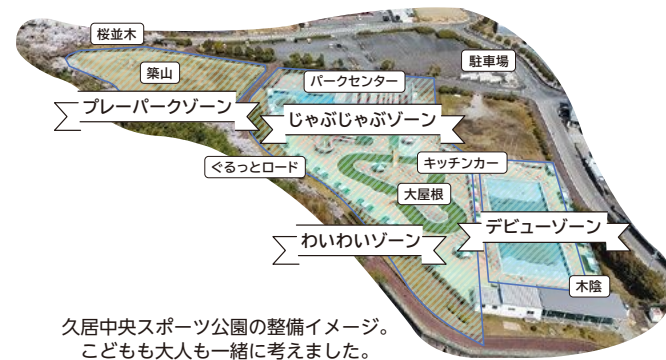 桜並木
築山
駐車場
パークセンター
プレーパークゾーン
じゃぶじゃぶゾーン
ぐるっとロード
キッチンカー
大屋根
わいわいゾーン
デビューゾーン
木陰
久居中央スポーツ公園の整備イメージ。
こどもも大人も一緒に考えました。